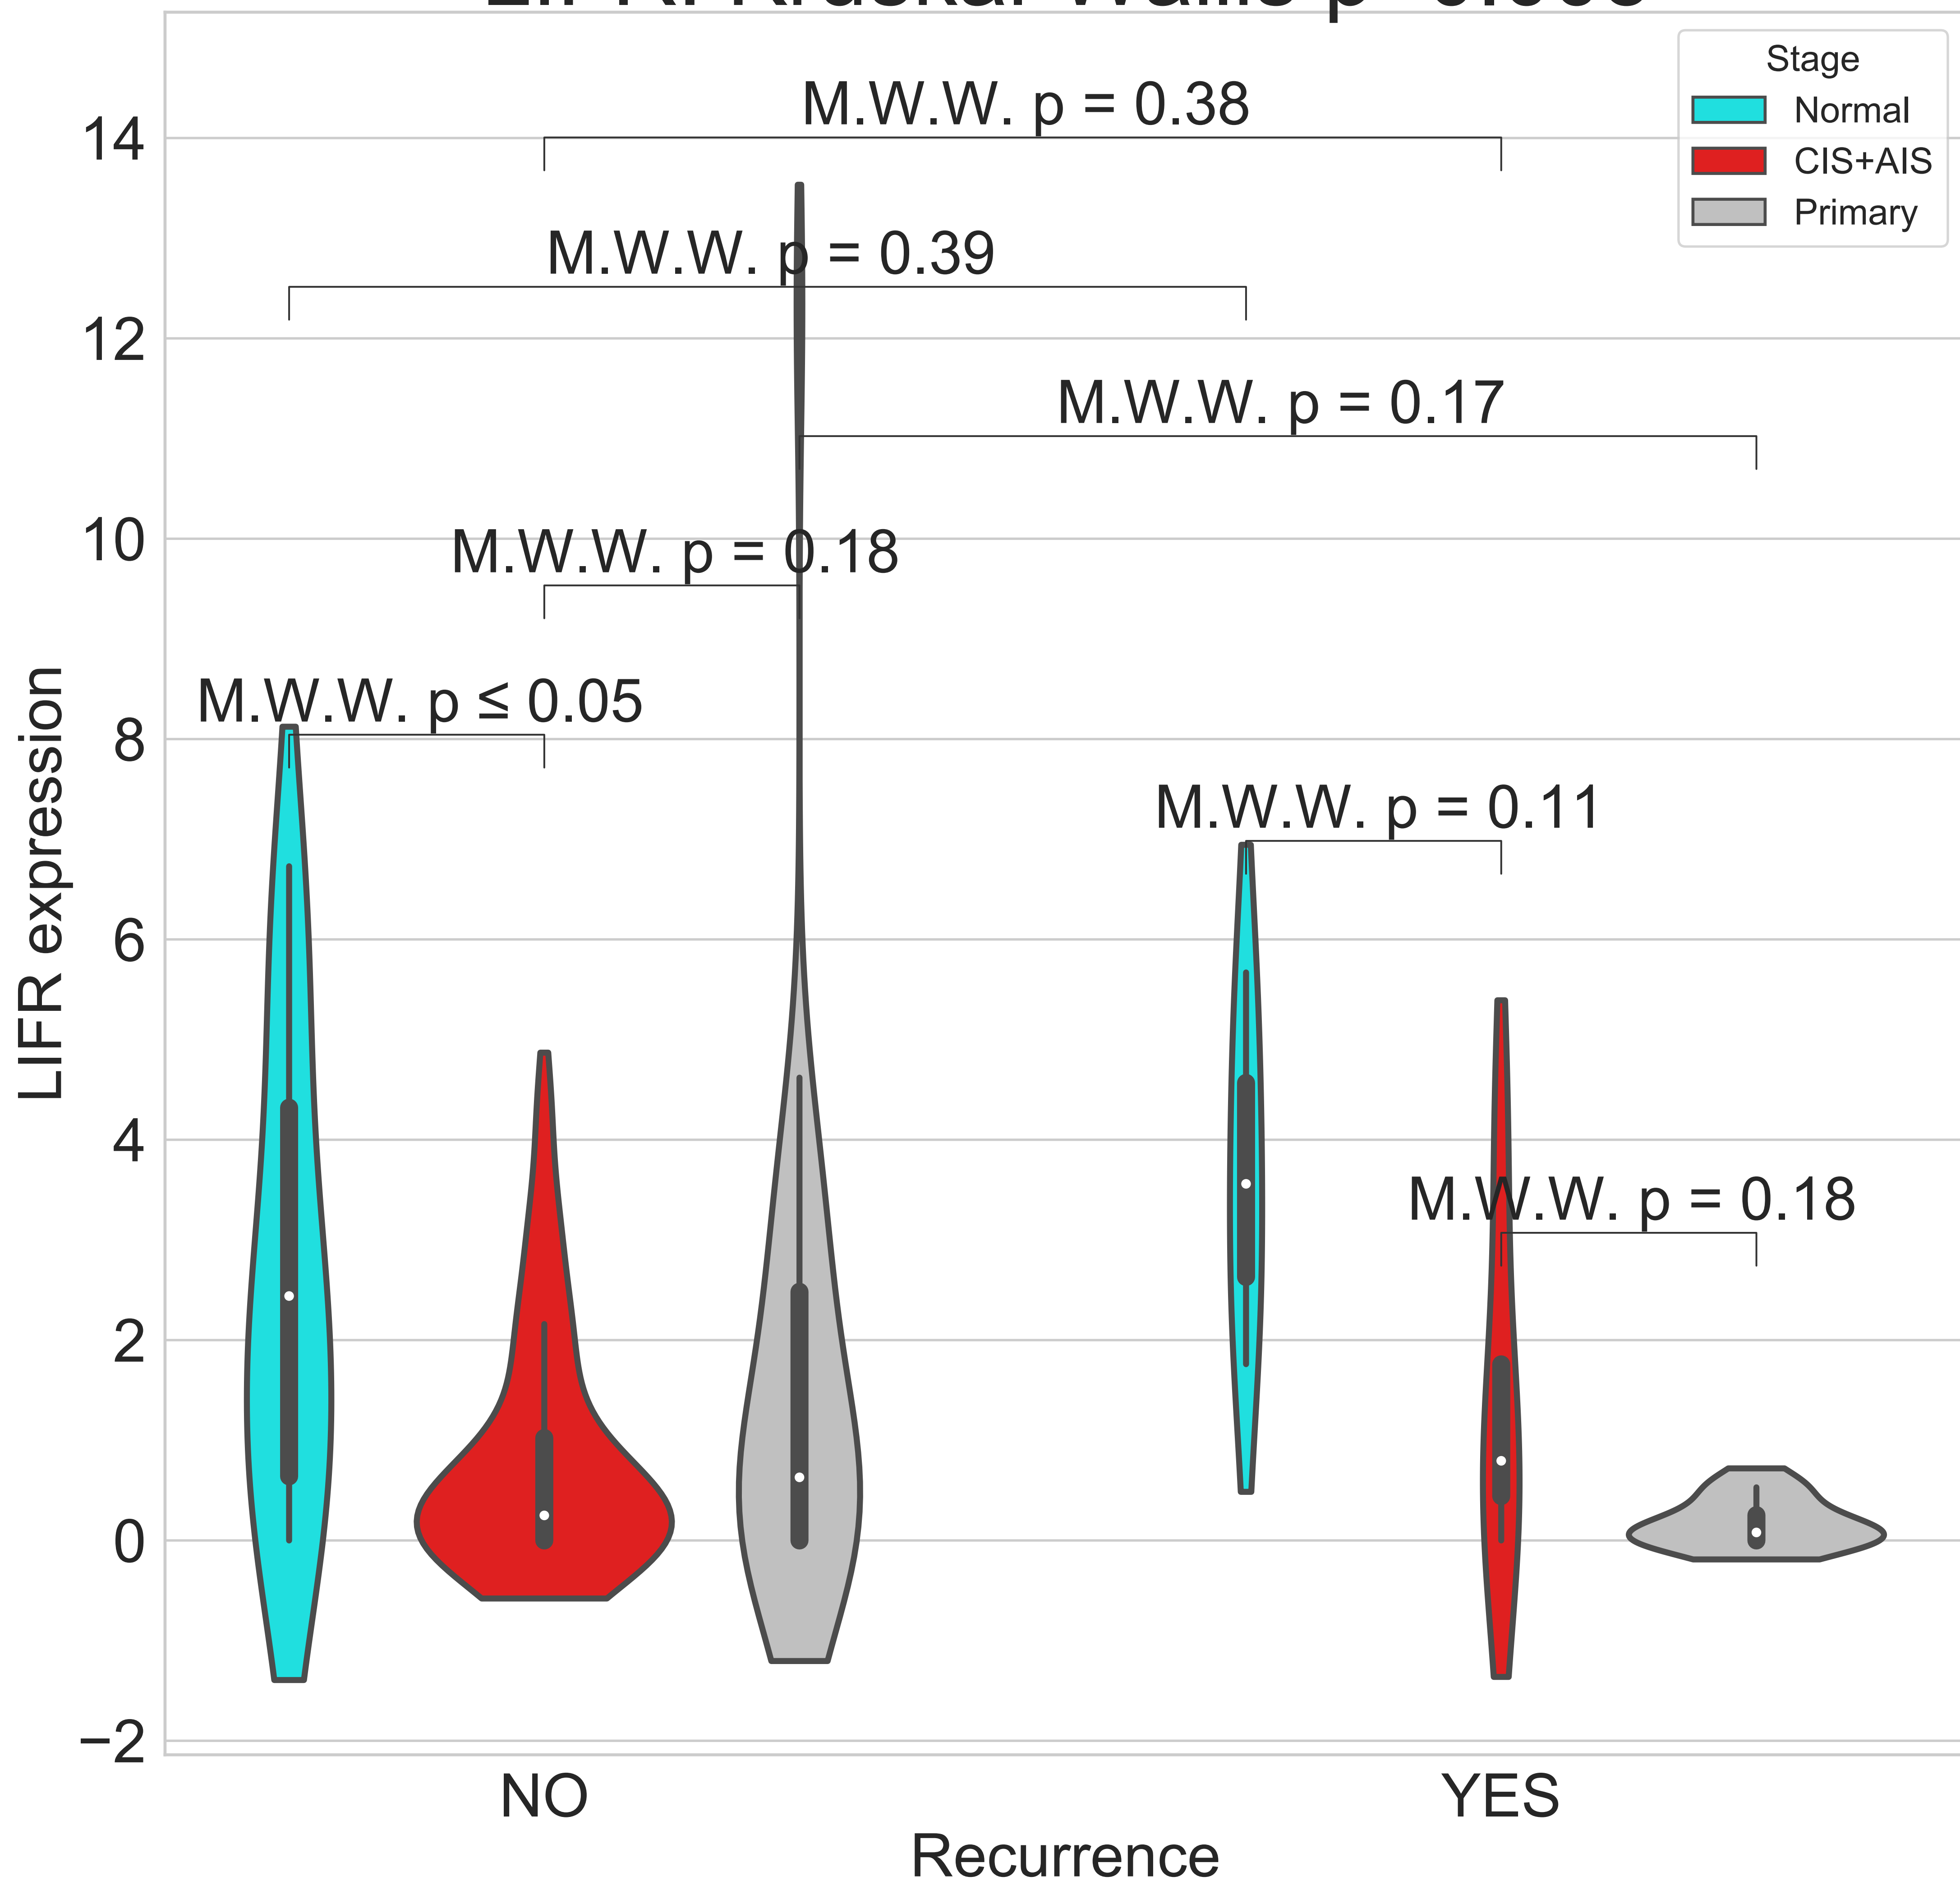 Stage
Normal
CIS+AIS
Primary
M.W.W. p = 0.38
M.W.W. p = 0.39
M.W.W. p = 0.17
M.W.W. p = 0.18
M.W.W. p ≤ 0.05
M.W.W. p = 0.11
M.W.W. p = 0.18
LIFR expression
14
12
10
8
6
4
2
0
−2
NO
YES
Recurrence